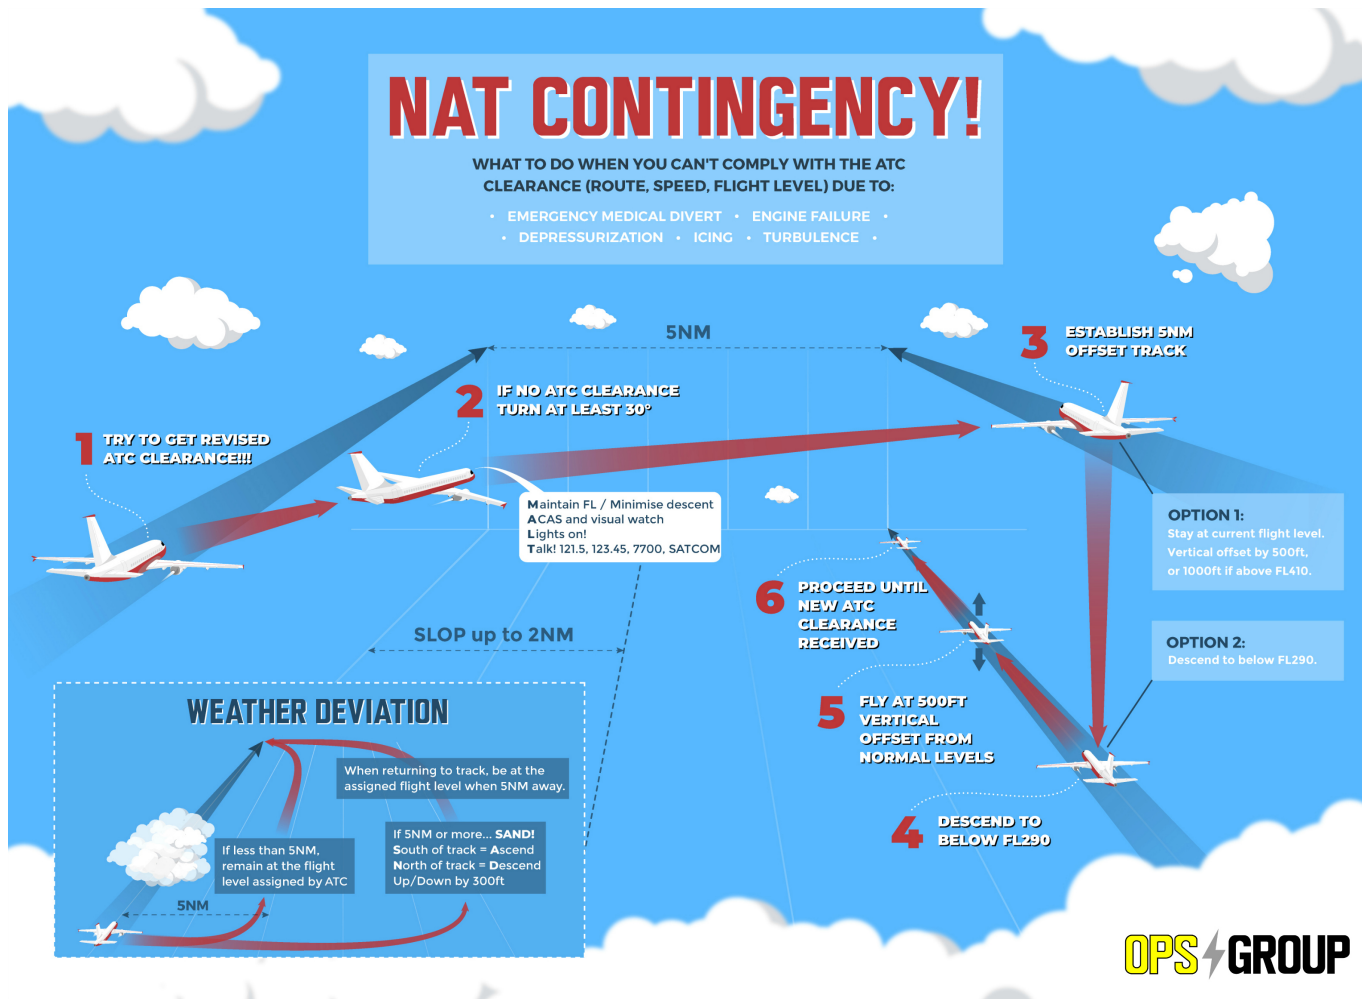 NAT CONTINGENCY!
WHAT TO DO WHEN YOU CAN'T COMPLY WITH THE ATC
CLEARANCE (ROUTE, SPEED, FLIGHT LEVEL) DUE TO:
• EMERGENCY MEDICAL DIVERT • ENGINE FAILURE •
• DEPRESSURIZATION • ICING • TURBULENCE •
1 TRY TO GET REVISED
ATC CLEARANCE!!!
2 IF NO ATC CLEARANCE
TURN AT LEAST 30°
5NM
3 ESTABLISH 5NM
OFFSET TRACK
Maintain FL / Minimise descent
ACAS and visual watch
Lights on!
Talk! 121.5, 123.45, 7700, SATCOM
OPTION 1:
Stay at current flight level.
Vertical offset by 500ft,
or 1000ft if above FL410.
OPTION 2:
Descend to below FL290.
4 DESCEND TO
BELOW FL290
5 FLY AT 500FT
VERTICAL
OFFSET FROM
NORMAL LEVELS
6 PROCEED UNTIL
NEW ATC
CLEARANCE
RECEIVED
SLOP up to 2NM
WEATHER DEVIATION
When returning to track, be at the
assigned flight level when 5NM away.
If less than 5NM,
remain at the flight
level assigned by ATC
If 5NM or more... SAND!
South of track = Ascend
North of track = Descend
Up/Down by 300ft
5NM
OPS GROUP